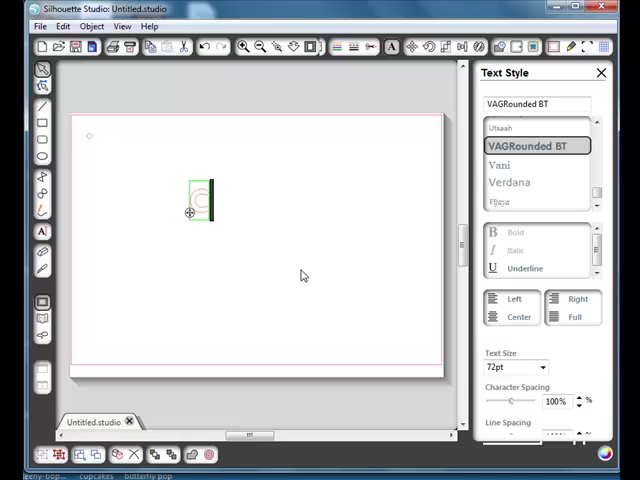 Silhouette Studio: Untitled.studio
File Edit Object View Help
Text Style
VAGRounded BT
Utsaah
VAGRounded BT
Vani
Verdana
Vijaya
B Bold
I Italic
U Underline
Left Right
Center Full
Text Size
72pt
Character Spacing
100% %
Line Spacing
C
Untitled.studio
cupcakes butterfly pop